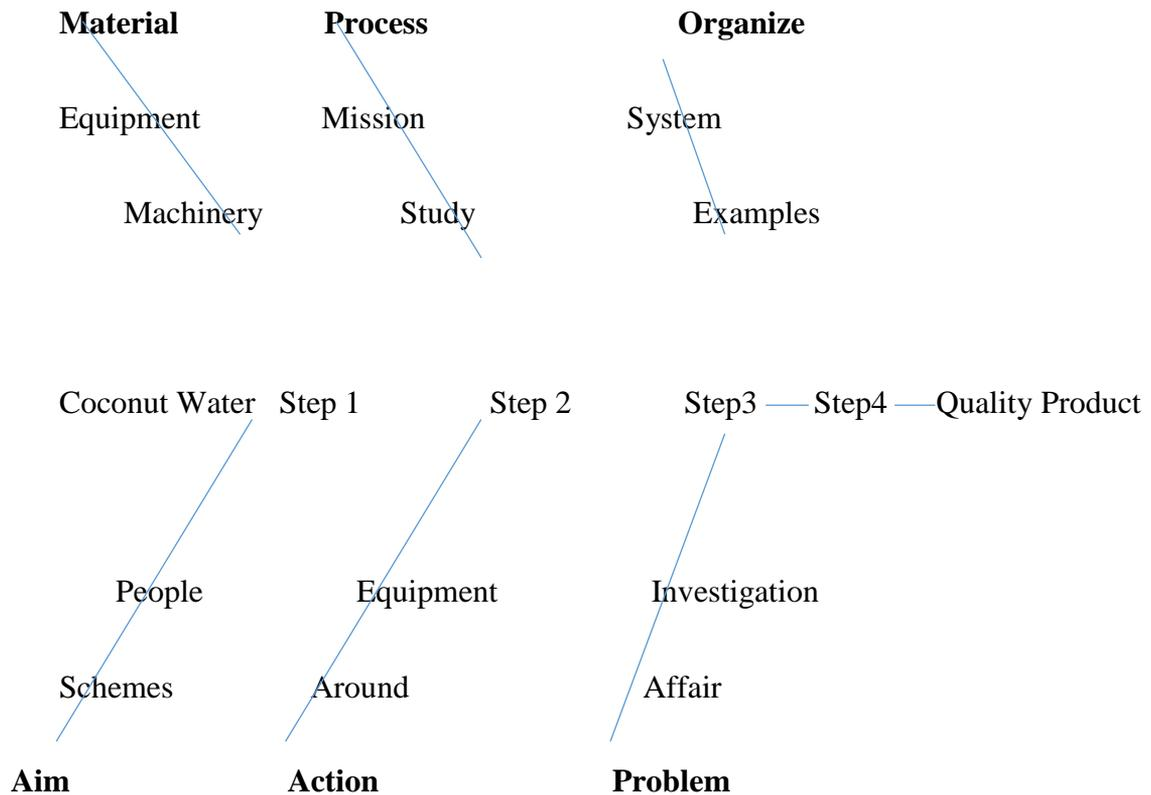 Material Process Organize
Equipment Mission System
Machinery Study Examples
Coconut Water Step 1 Step 2 Step3 Step4 Quality Product
People Equipment Investigation
Schemes Around Affair
Aim Action Problem